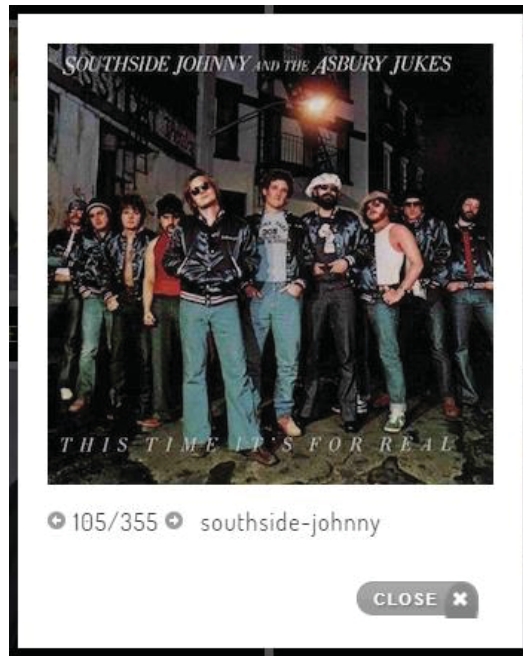 SOUTHSIDE JOHNNY AND THE ASBURY JUKES
THIS TIME IT'S FOR REAL
105/355 southside-johnny
CLOSE